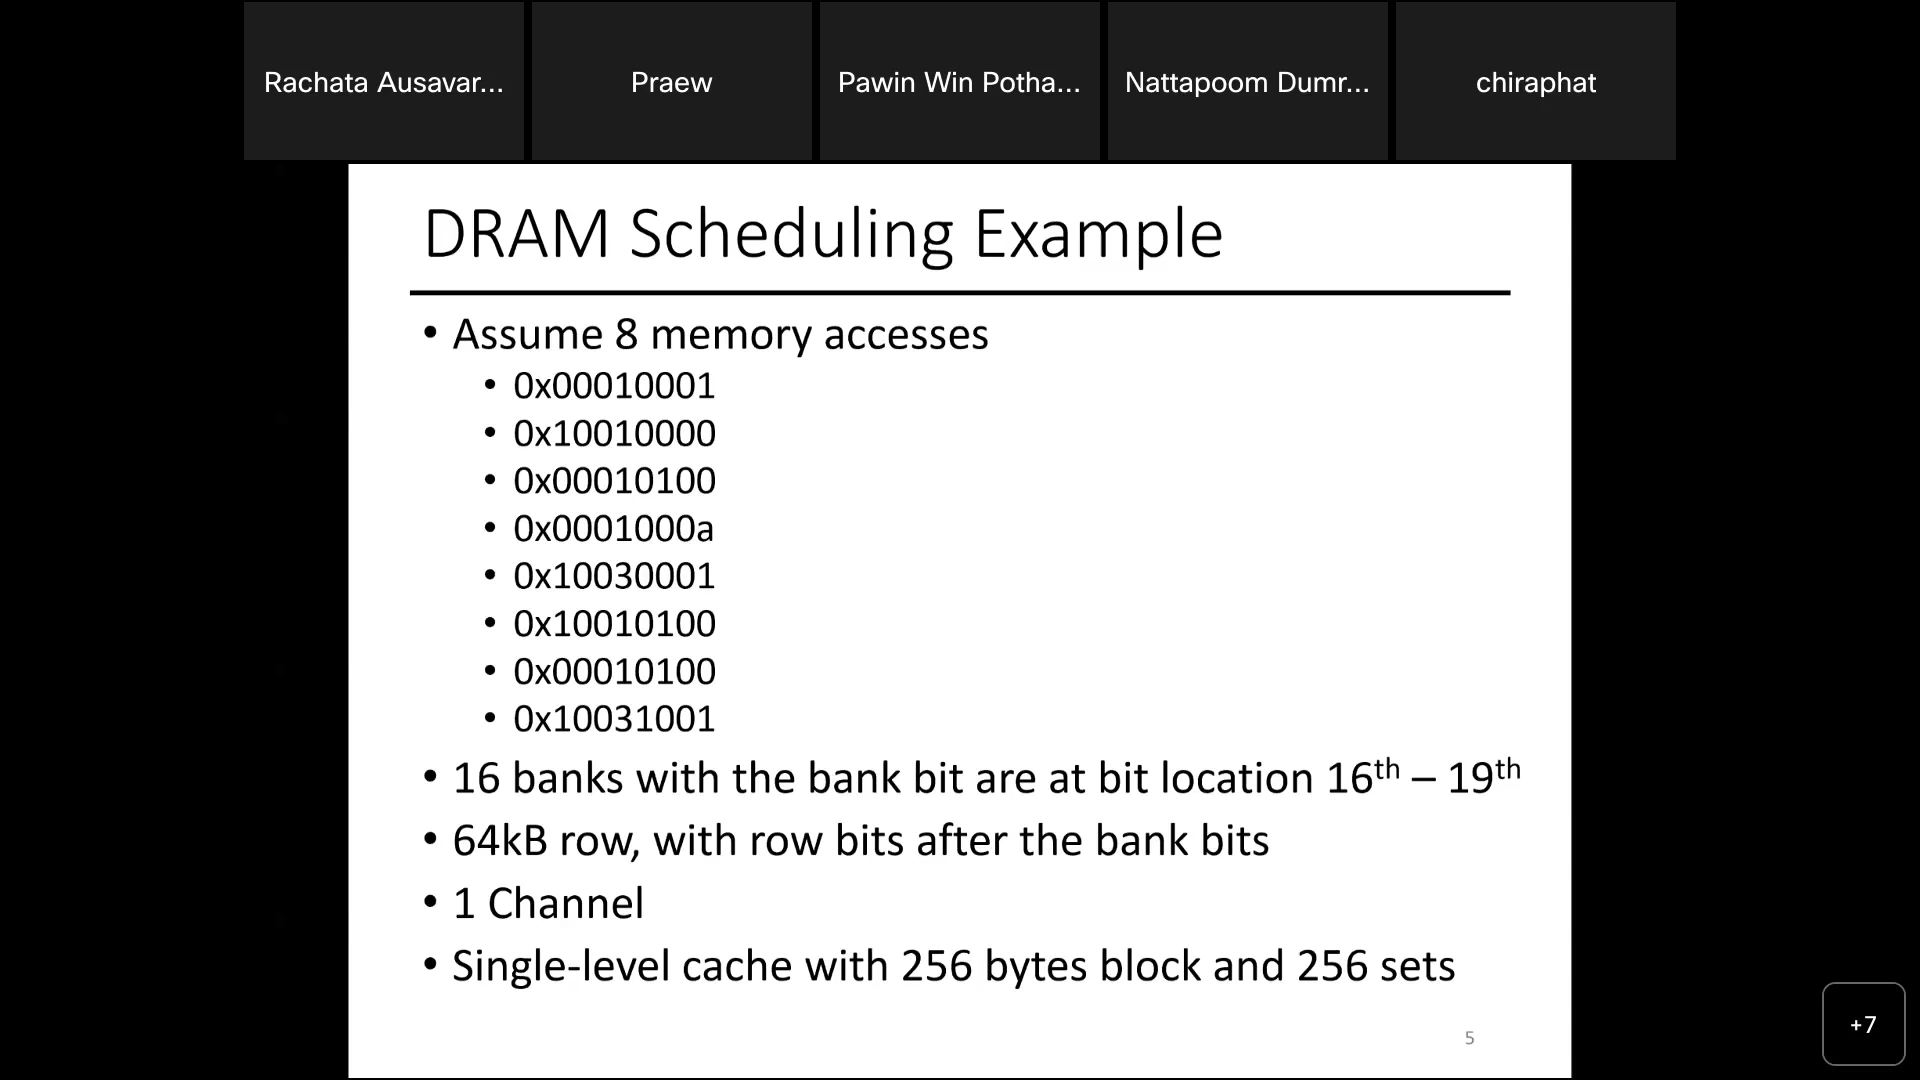 Rachata Ausavar...
Praew
Pawin Win Potha...
Nattapoom Dumr...
chiraphat
DRAM Scheduling Example
• Assume 8 memory accesses
• 0x00010001
• 0x10010000
• 0x00010100
• 0x0001000a
• 0x10030001
• 0x10010100
• 0x00010100
• 0x10031001
• 16 banks with the bank bit are at bit location 16th – 19th
• 64kB row, with row bits after the bank bits
• 1 Channel
• Single-level cache with 256 bytes block and 256 sets
5
+7